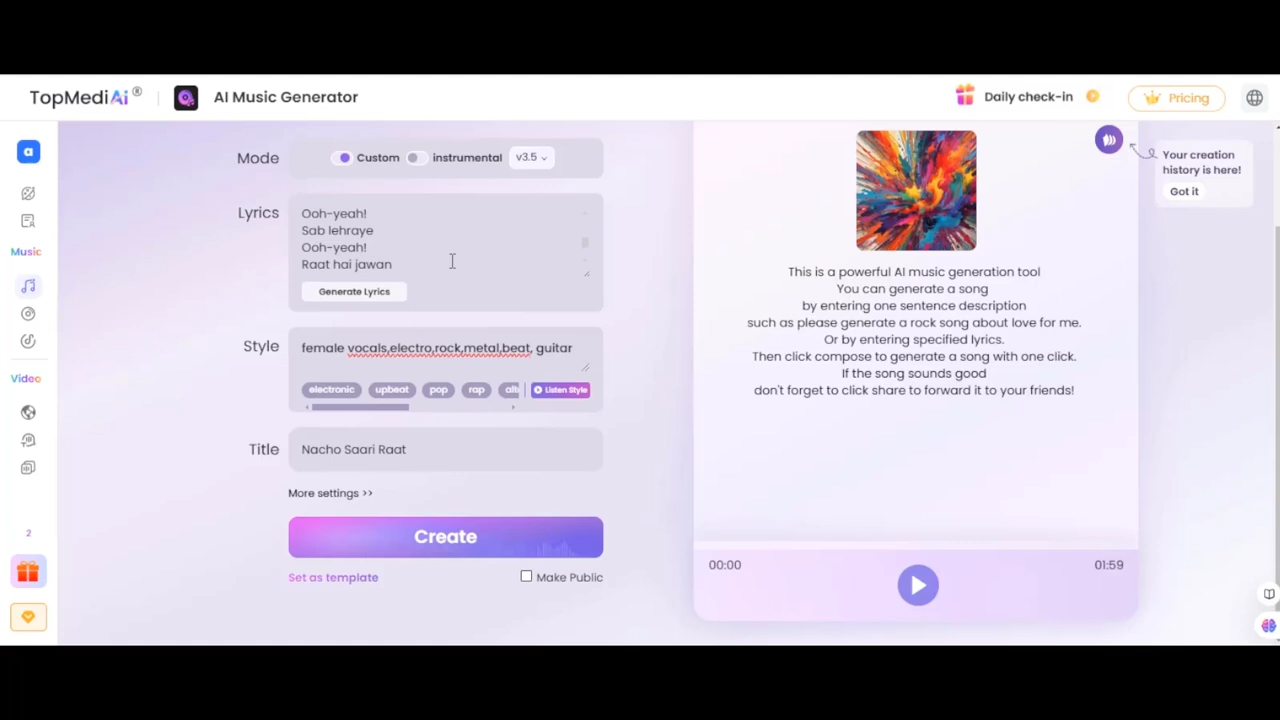 TopMediAi®
AI Music Generator
Daily check-in
Pricing
Mode
Custom
instrumental
v3.5
Lyrics
Ooh-yeah!
Sab lehraye
Ooh-yeah!
Raat hai jawan
Generate Lyrics
Style
female vocals,electro,rock,metal,beat, guitar
electronic
upbeat
pop
rap
alt
Listen Style
Title
Nacho Saari Raat
More settings >>
Create
Set as template
Make Public
a
Music
Video
2
This is a powerful AI music generation tool
You can generate a song
by entering one sentence description
such as please generate a rock song about love for me.
Or by entering specified lyrics.
Then click compose to generate a song with one click.
If the song sounds good
don't forget to click share to forward it to your friends!
00:00
01:59
Your creation
history is here!
Got it